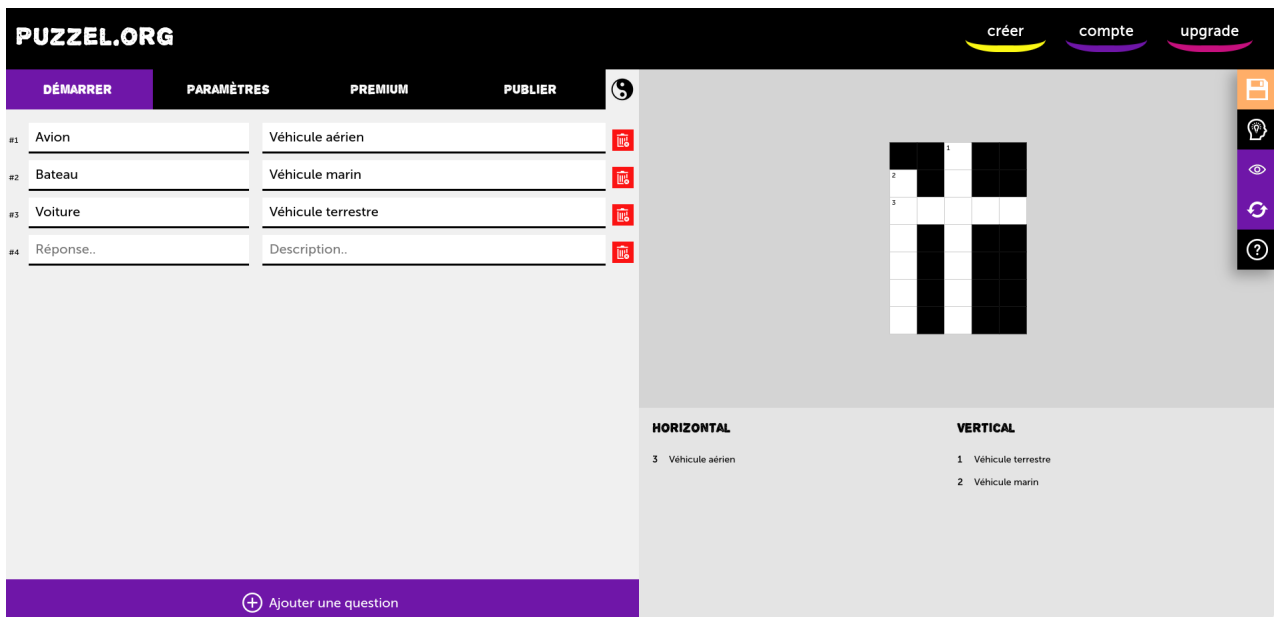 PUZZEL.ORG
créer compte upgrade
DÉMARRER PARAMÈTRES PREMIUM PUBLIER
#1 Avion Véhicule aérien
#2 Bateau Véhicule marin
#3 Voiture Véhicule terrestre
#4 Réponse.. Description..
Ajouter une question
1
2
3
HORIZONTAL
3 Véhicule aérien
VERTICAL
1 Véhicule terrestre
2 Véhicule marin